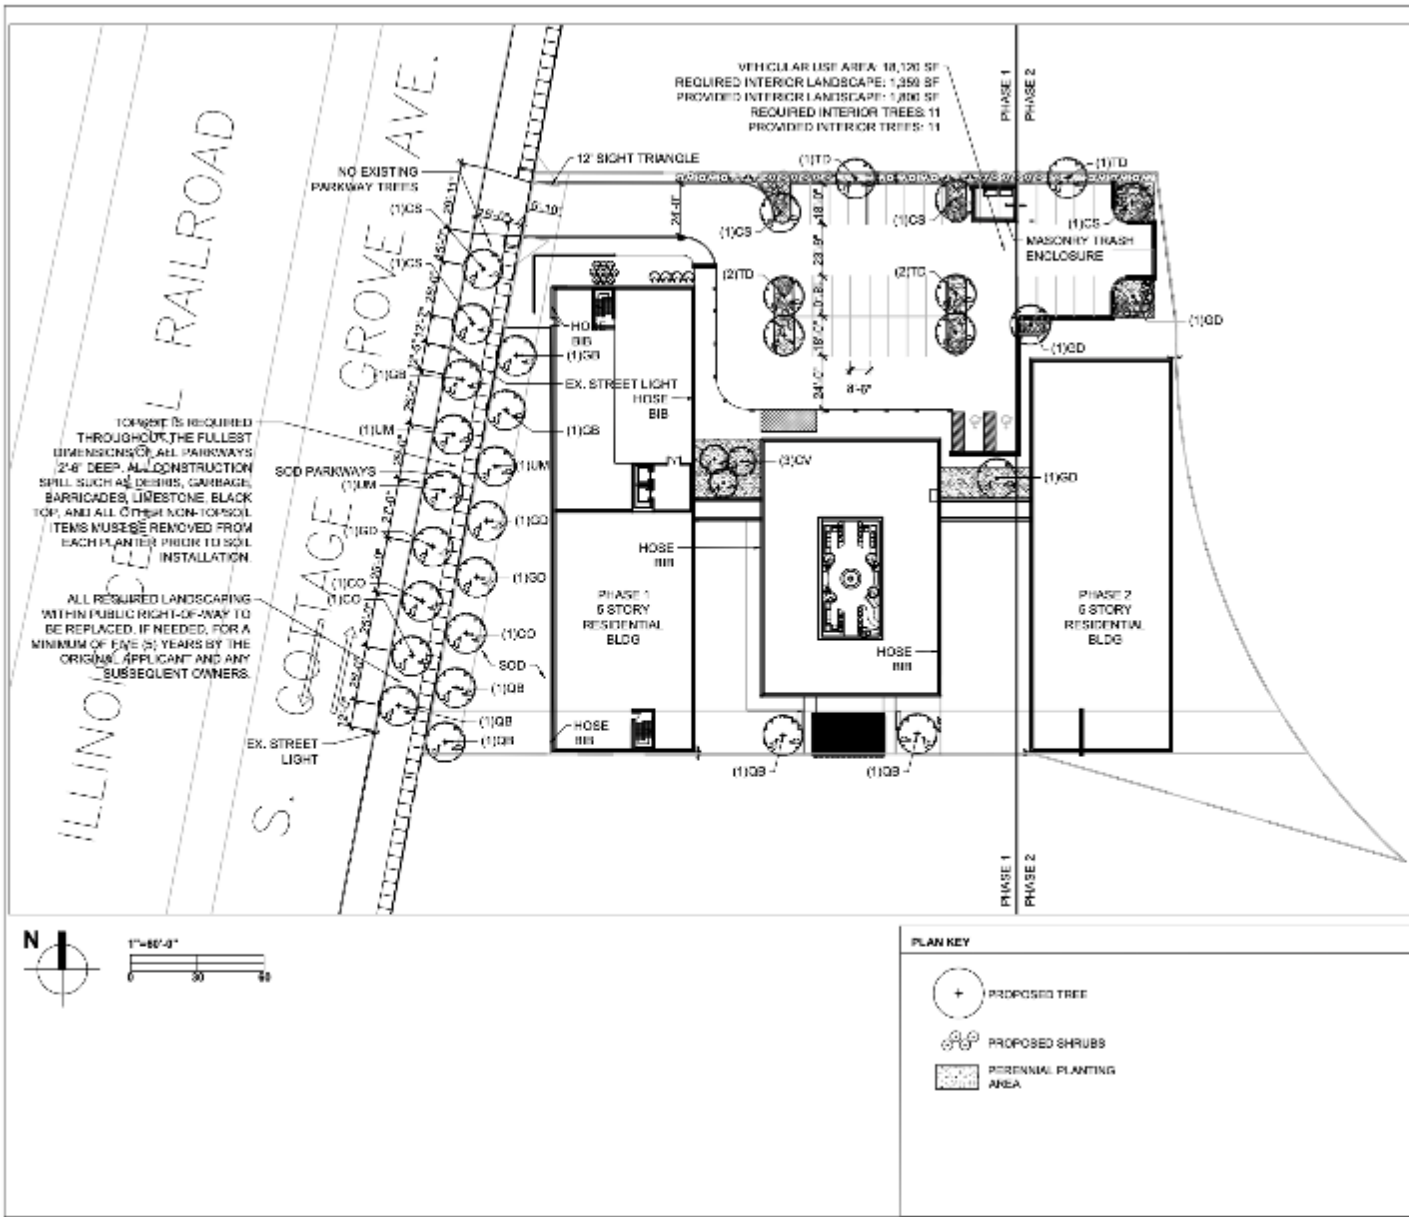 VEHICULAR USE AREA: 18,120 SF
REQUIRED INTERIOR LANDSCAPE: 1,359 SF
PROVIDED INTERIOR LANDSCAPE: 1,800 SF
REQUIRED INTERIOR TREES: 11
PROVIDED INTERIOR TREES: 11
PHASE 1
PHASE 2
12' SIGHT TRIANGLE
NO EXISTING
PARKWAY TREES
(1)TD
(1)TD
(1)CS
(1)CS
(1)CS
(1)CS
(1)CS
MASONRY TRASH
ENCLOSURE
24'-0"
18'-0"
(2)TD
(2)TD
18'-0"
24'-0"
8'-6"
(1)GD
(1)GD
HOSE
BIB
(1)GB
(1)GB
EX. STREET LIGHT
HOSE
BIB
(1)GB
TOPSOIL IS REQUIRED
THROUGHOUT THE FULLEST
DIMENSIONS OF ALL PARKWAYS
2'-6" DEEP. ALL CONSTRUCTION
SPILL SUCH AS DEBRIS, GARBAGE,
BARRICADES, LIMESTONE, BLACK
TOP, AND ALL OTHER NON-TOPSOIL
ITEMS MUST BE REMOVED FROM
EACH PLANTER PRIOR TO SOIL
INSTALLATION.
(1)UM
SOD PARKWAYS
(1)UM
(1)UM
(3)CV
(1)GD
(1)GD
(1)GD
(1)GD
HOSE
BIB
(1)CO
(1)CO
(1)CO
ALL REQUIRED LANDSCAPING
WITHIN PUBLIC RIGHT-OF-WAY TO
BE REPLACED, IF NEEDED, FOR A
MINIMUM OF FIVE (5) YEARS BY THE
ORIGINAL APPLICANT AND ANY
SUBSEQUENT OWNERS.
PHASE 1
STORY
RESIDENTIAL
BLDG
PHASE 2
STORY
RESIDENTIAL
BLDG
HOSE
BIB
SOD
(1)QB
(1)QB
(1)QB
HOSE
BIB
EX. STREET
LIGHT
(1)QB
(1)QB
ILLINOIS RAILROAD
S. COTTAGE GROVE AVE.
PHASE 1
PHASE 2
N
1"=60'-0"
0 30 60
PLAN KEY
PROPOSED TREE
PROPOSED SHRUBS
PERENNIAL PLANTING
AREA